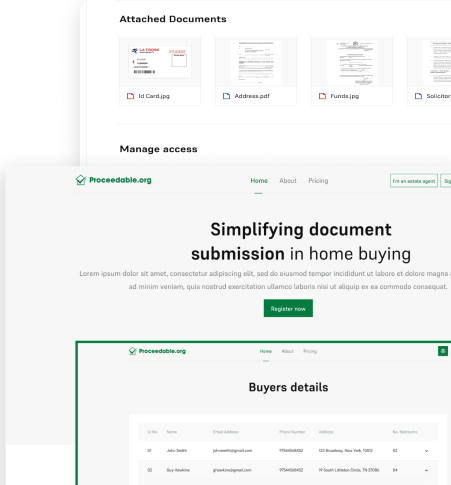 Attached Documents
LA TROBE
STUDENT
Id Card.jpg
Address.pdf
Funds.jpg
Solicitor
Manage access
Proceedable.org
Home About Pricing
I'm an estate agent
Sig
Simplifying document
submission in home buying
Lorem ipsum dolor sit amet, consectetur adipiscing elit, sed do eiusmod tempor incididunt ut labore et dolore magna
ad minim veniam, quis nostrud exercitation ullamco laboris nisi ut aliquip ex ea commodo consequat.
Register now
Proceedable.org
Home About Pricing
Buyers details
Sr No. Name Email Address Phone Number Address No. Bedrooms
01 John Smith johnsmith@gmail.com 97564568452 123 Broadway, New York, 10012 03
02 Guy Hawkins ghawkins@gmail.com 97564568452 19 South Littleton Circle, TN 37086 04